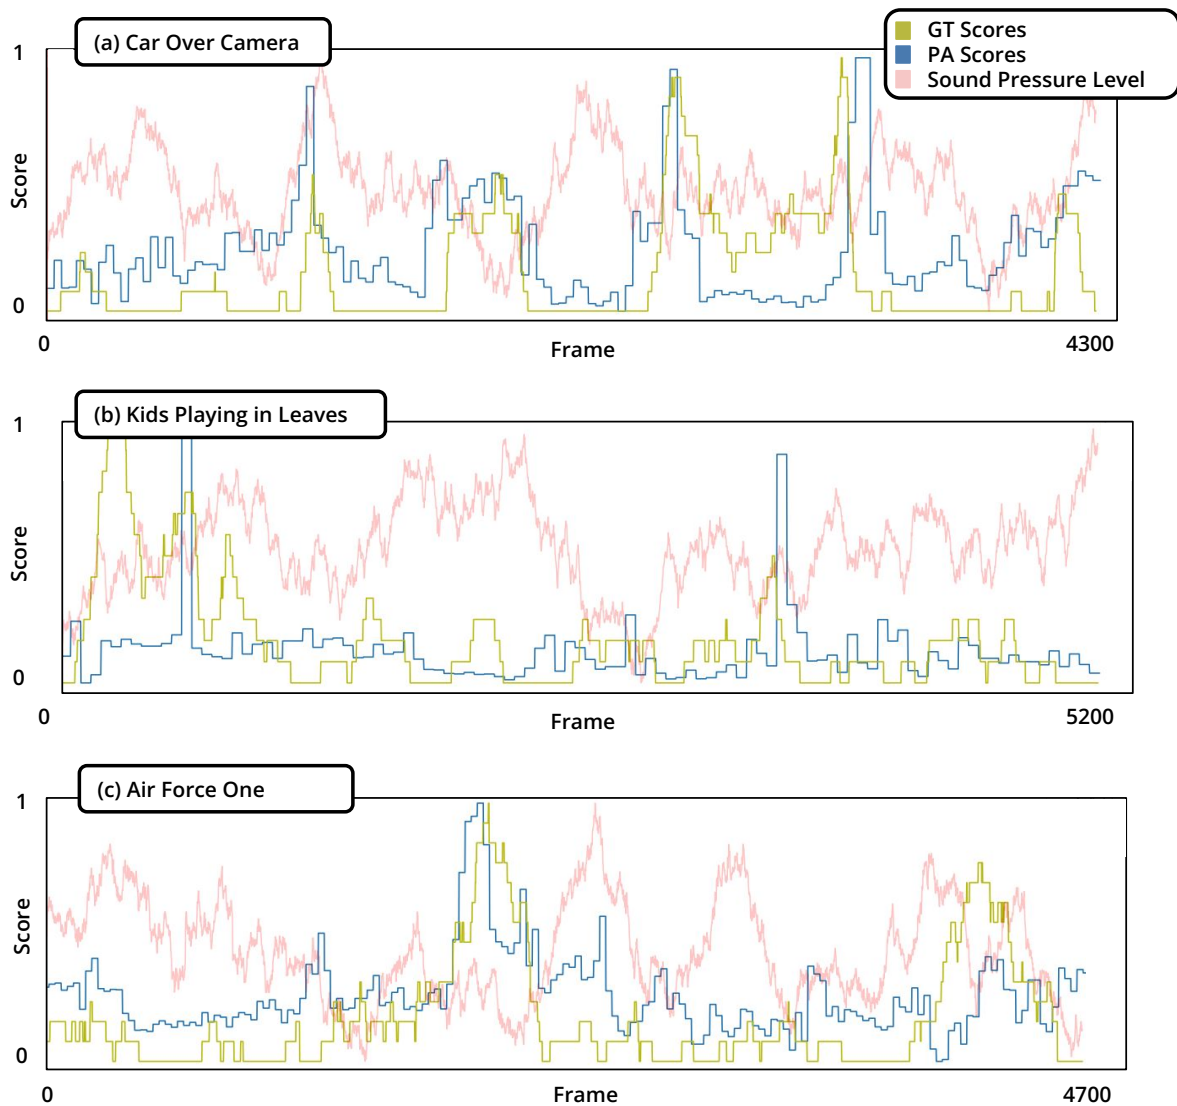 (a) Car Over Camera
GT Scores
PA Scores
Sound Pressure Level
1
Score
0
0
Frame
4300
(b) Kids Playing in Leaves
1
Score
0
0
Frame
5200
(c) Air Force One
1
Score
0
0
Frame
4700